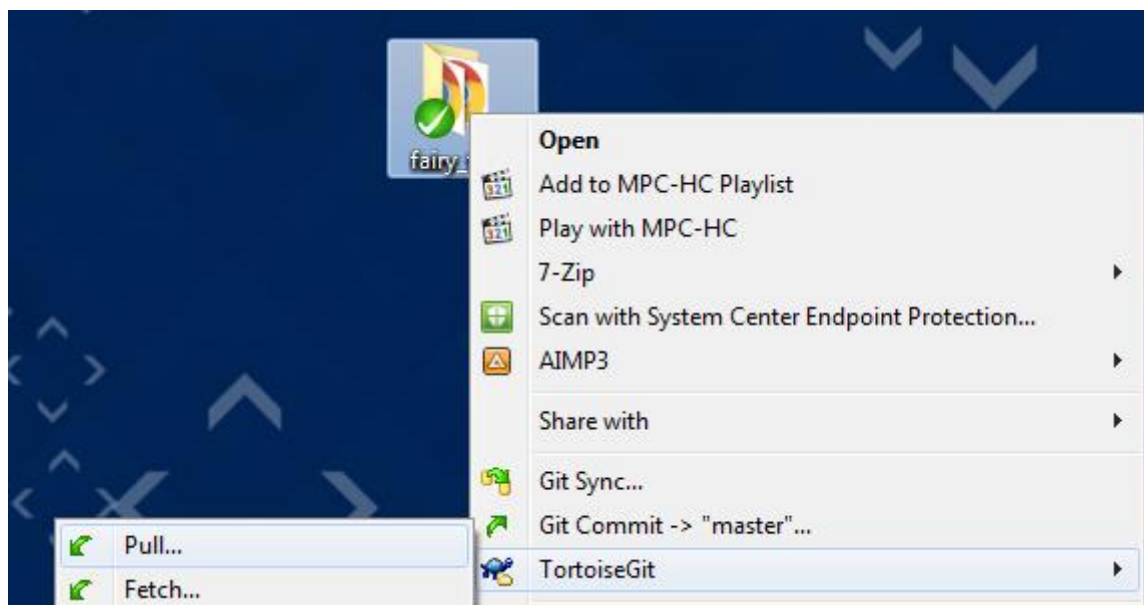 fairy_
Open
Add to MPC-HC Playlist
Play with MPC-HC
7-Zip
Scan with System Center Endpoint Protection...
AIMP3
Share with
Git Sync...
Git Commit -> "master"...
TortoiseGit
Pull...
Fetch...